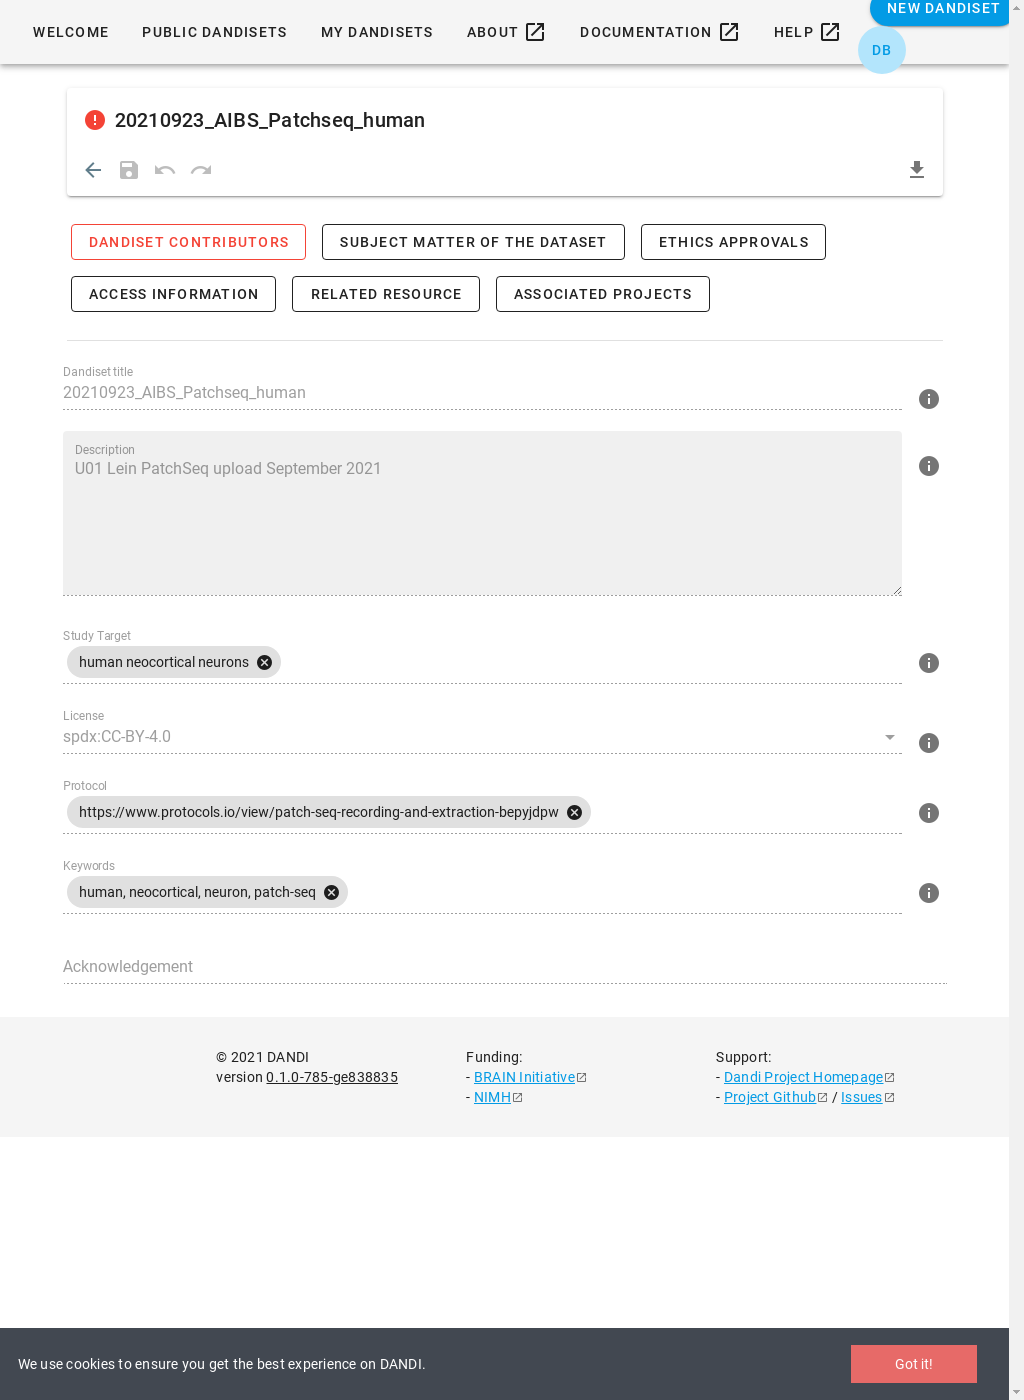 NEW DANDISET
WELCOME PUBLIC DANDISETS MY DANDISETS ABOUT DOCUMENTATION HELP
DB
20210923_AIBS_Patchseq_human
DANDISET CONTRIBUTORS SUBJECT MATTER OF THE DATASET ETHICS APPROVALS
ACCESS INFORMATION RELATED RESOURCE ASSOCIATED PROJECTS
Dandiset title
20210923_AIBS_Patchseq_human
Description
U01 Lein PatchSeq upload September 2021
Study Target
human neocortical neurons
License
spdx:CC-BY-4.0
Protocol
https://www.protocols.io/view/patch-seq-recording-and-extraction-bepyjdpw
Keywords
human, neocortical, neuron, patch-seq
Acknowledgement
© 2021 DANDI
version 0.1.0-785-ge838835
Funding:
- BRAIN Initiative
- NIMH
Support:
- Dandi Project Homepage
- Project Github / Issues
We use cookies to ensure you get the best experience on DANDI.
Got it!